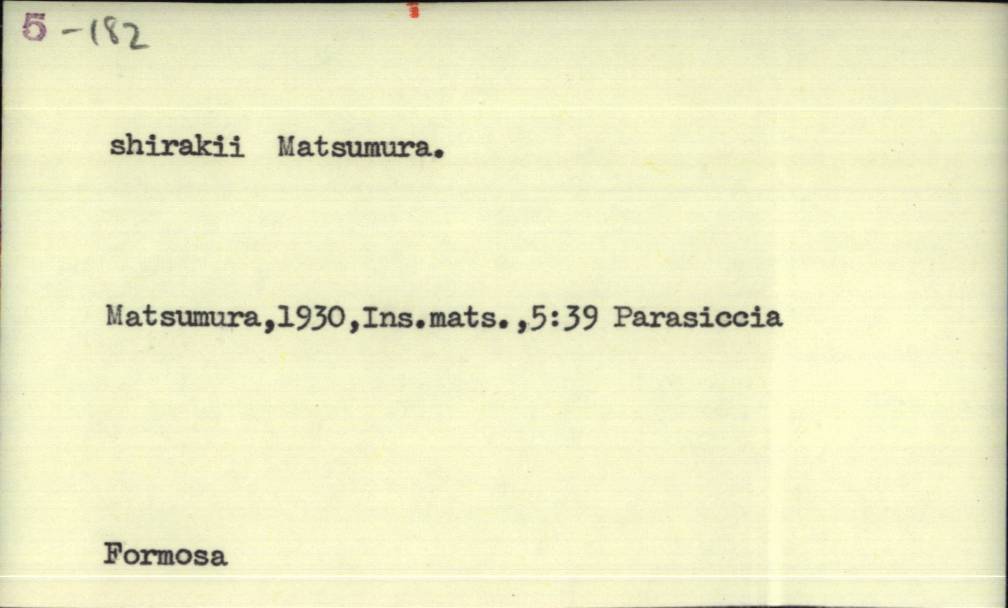 5-182
shirakii Matsumura.
Matsumura,1930,Ins.mats.,5:39 Parasiccia
Formosa